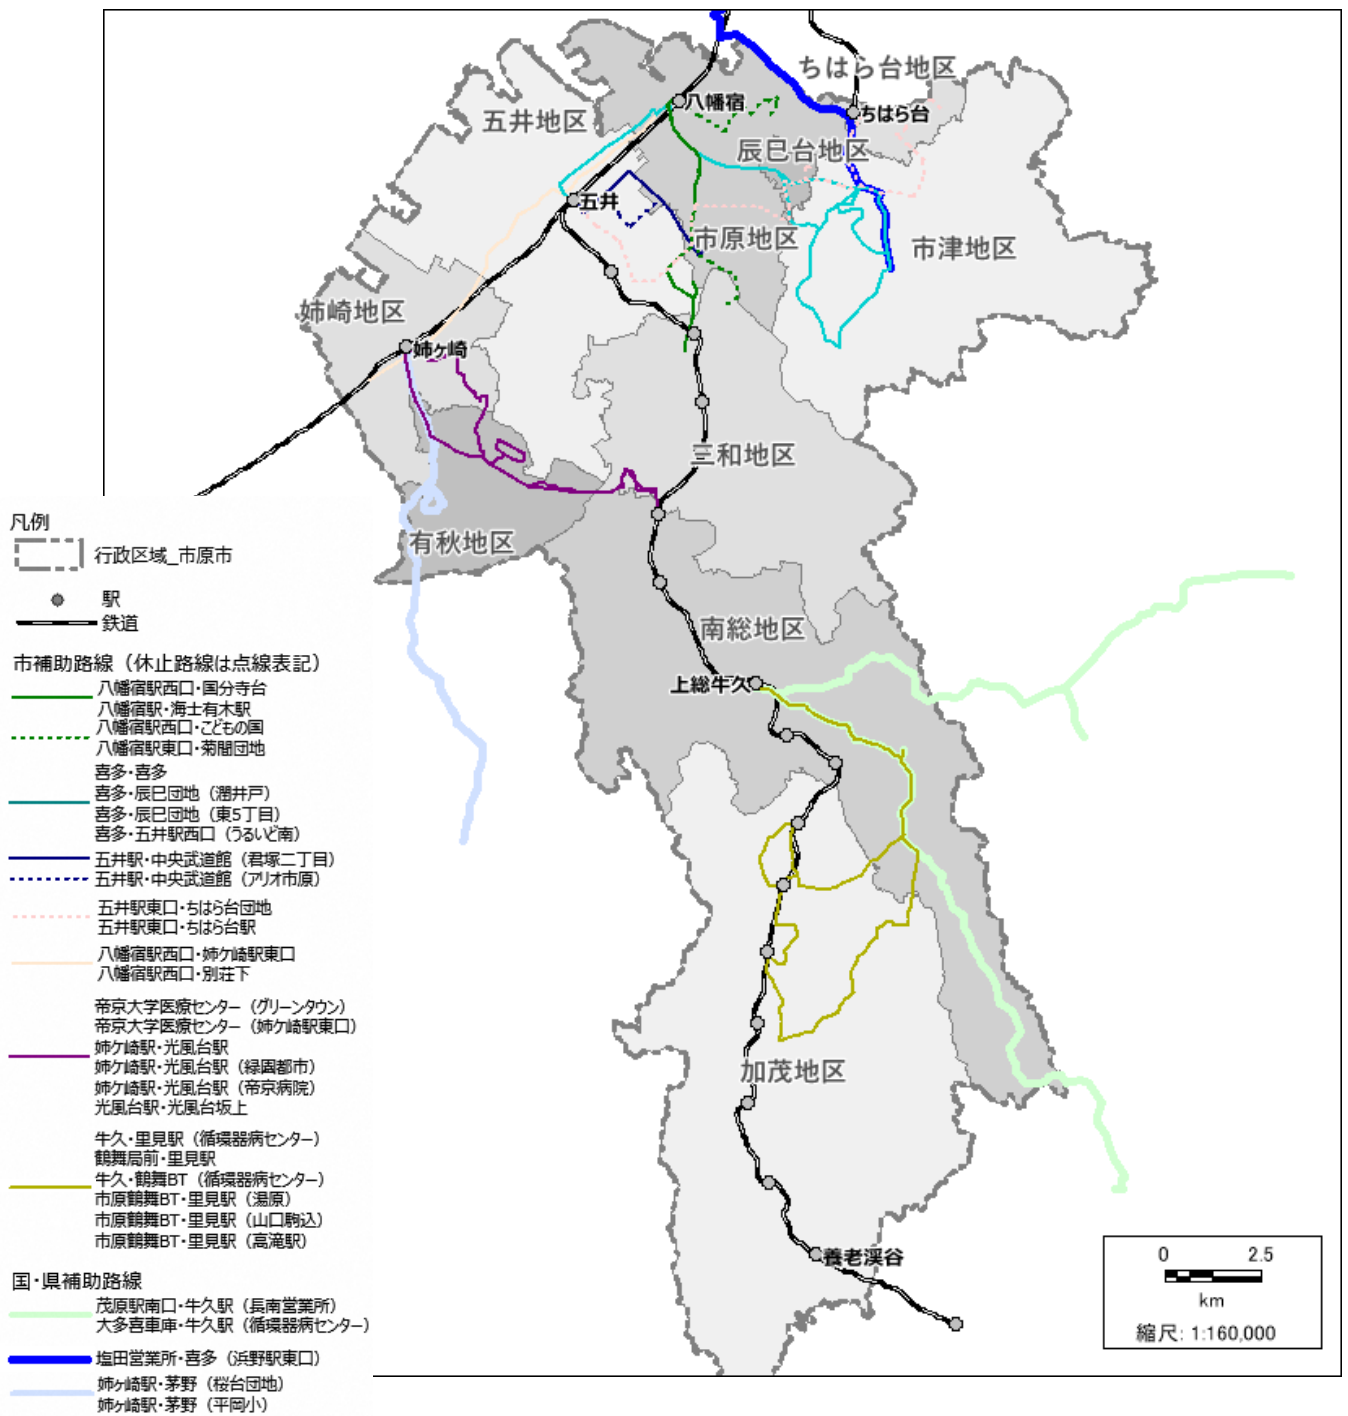 ちはら台地区
八幡宿
ちはら台
五井地区
辰巳台地区
五井
市原地区
市津地区
姉崎地区
姉ヶ崎
三和地区
有秋地区
南総地区
上総牛久
加茂地区
養老渓谷
凡例
行政区域_市原市
駅
鉄道
市補助路線（休止路線は点線表記）
八幡宿駅西口・国分寺台
八幡宿駅・海士有木駅
八幡宿駅西口・こどもの国
八幡宿駅東口・菊間団地
喜多・喜多
喜多・辰巳団地（潤井戸）
喜多・辰巳団地（東5丁目）
喜多・五井駅西口（うるいど南）
五井駅・中央武道館（君塚二丁目）
五井駅・中央武道館（アリオ市原）
五井駅東口・ちはら台団地
五井駅東口・ちはら台駅
八幡宿駅西口・姉ケ崎駅東口
八幡宿駅西口・別荘下
帝京大学医療センター（グリーンタウン）
帝京大学医療センター（姉ケ崎駅東口）
姉ケ崎駅・光風台駅
姉ケ崎駅・光風台駅（緑園都市）
姉ケ崎駅・光風台駅（帝京病院）
光風台駅・光風台坂上
牛久・里見駅（循環器病センター）
鶴舞局前・里見駅
牛久・鶴舞BT（循環器病センター）
市原鶴舞BT・里見駅（湯原）
市原鶴舞BT・里見駅（山口駒込）
市原鶴舞BT・里見駅（高滝駅）
国・県補助路線
茂原駅南口・牛久駅（長南営業所）
大多喜車庫・牛久駅（循環器病センター）
塩田営業所・喜多（浜野駅東口）
姉ヶ崎駅・茅野（桜台団地）
姉ヶ崎駅・茅野（平岡小）
0 2.5
km
縮尺: 1:160,000